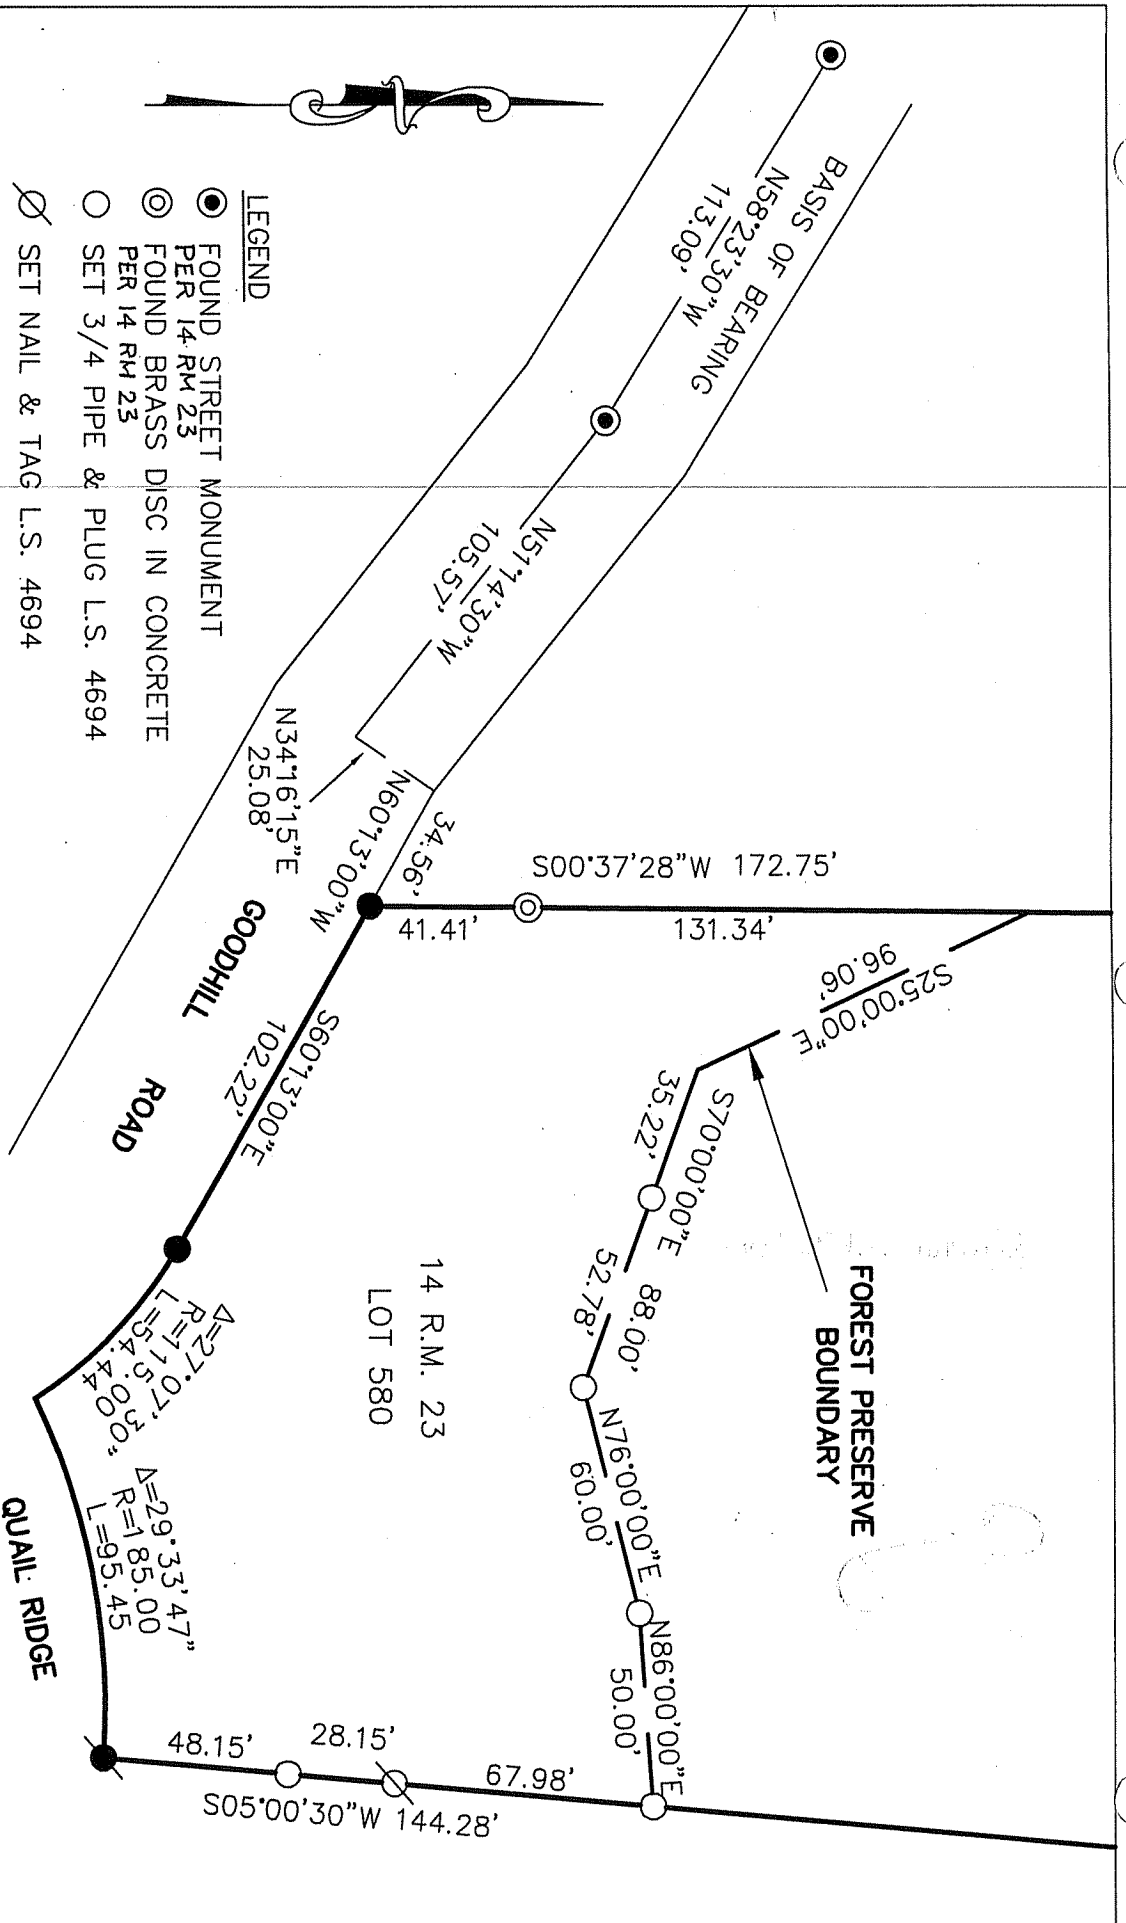 BASIS OF BEARING
N58°23'30"W
113.09'
N51°14'30"W
105.57'
N34°16'15"E
25.08'
N60°13'00"W
34.56'
S00°37'28"W 172.75'
41.41'
131.34'
S25°00'00"E
96.06'
FOREST PRESERVE
BOUNDARY
S70°00'00"E 88.00'
35.22'
52.78'
N76°00'00"E
60.00'
N86°00'00"E
50.00'
GOODHILL ROAD
S60°13'00"E
102.22'
14 R.M. 23
LOT 580
Δ=27°07'30"
R=115.00
L=54.44
Δ=29°33'47"
R=185.00
L=95.45
QUAIL RIDGE
48.15'
28.15'
67.98'
S05°00'30"W 144.28'
LEGEND
FOUND STREET MONUMENT
PER 14 RM 23
FOUND BRASS DISC IN CONCRETE
PER 14 RM 23
SET 3/4 PIPE & PLUG L.S. 4694
SET NAIL & TAG L.S. 4694